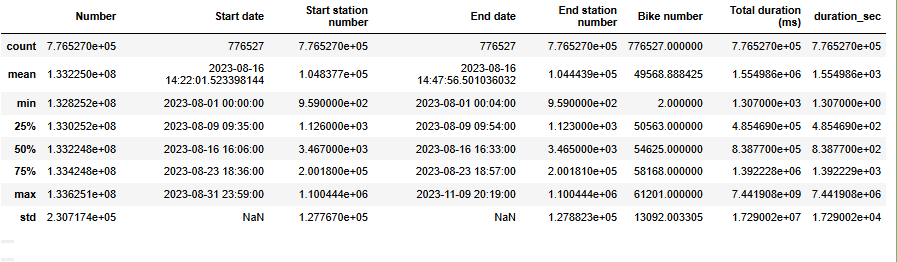 Number Start date Start station number End date End station number Bike number Total duration (ms) duration_sec
count 7.765270e+05 776527 7.765270e+05 776527 7.765270e+05 776527.000000 7.765270e+05 7.765270e+05
mean 1.332250e+08 2023-08-16 14:22:01.523398144 1.048377e+05 2023-08-16 14:47:56.501036032 1.044439e+05 49568.888425 1.554986e+06 1.554986e+03
min 1.328252e+08 2023-08-01 00:00:00 9.590000e+02 2023-08-01 00:04:00 9.590000e+02 2.000000 1.307000e+03 1.307000e+00
25% 1.330252e+08 2023-08-09 09:35:00 1.126000e+03 2023-08-09 09:54:00 1.123000e+03 50563.000000 4.854690e+05 4.854690e+02
50% 1.332248e+08 2023-08-16 16:06:00 3.467000e+03 2023-08-16 16:33:00 3.465000e+03 54625.000000 8.387700e+05 8.387700e+02
75% 1.334248e+08 2023-08-23 18:36:00 2.001800e+05 2023-08-23 18:57:00 2.001810e+05 58168.000000 1.392228e+06 1.392229e+03
max 1.336251e+08 2023-08-31 23:59:00 1.100444e+06 2023-11-09 20:19:00 1.100444e+06 61201.000000 7.441908e+09 7.441908e+06
std 2.307174e+05 NaN 1.277670e+05 NaN 1.278823e+05 13092.003305 1.729002e+07 1.729002e+04